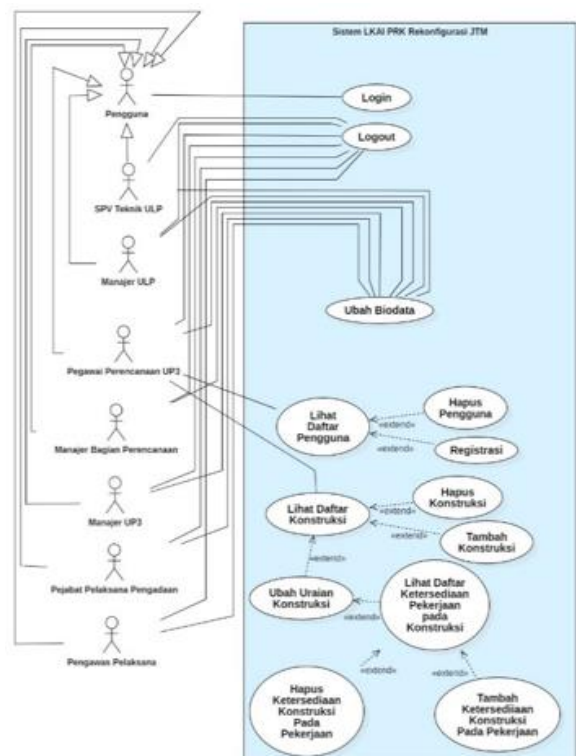 Sistem LKAI PRK Rekonfigurasi JTM
Pengguna
Login
Logout
SPV Teknik ULP
Manajer ULP
Ubah Biodata
Pegawai Perencanaan UP3
Lihat
Daftar
Pengguna
Hapus
Pengguna
«extend»
«extend»
Registrasi
Manajer Bagian Perencanaan
Lihat Daftar
Konstruksi
Hapus
Konstruksi
«extend»
«extend»
Tambah
Konstruksi
Manajer UP3
«extend»
Ubah Uraian
Konstruksi
«extend»
Lihat Daftar
Ketersediaan
Pekerjaan
pada
Konstruksi
Pejabat Pelaksana Pengadaan
Pengawas Pelaksana
«extend»
«extend»
Hapus
Ketersediaan
Konstruksi
Pada
Pekerjaan
Tambah
Ketersediiaan
Konstruksi
Pada Pekerjaan